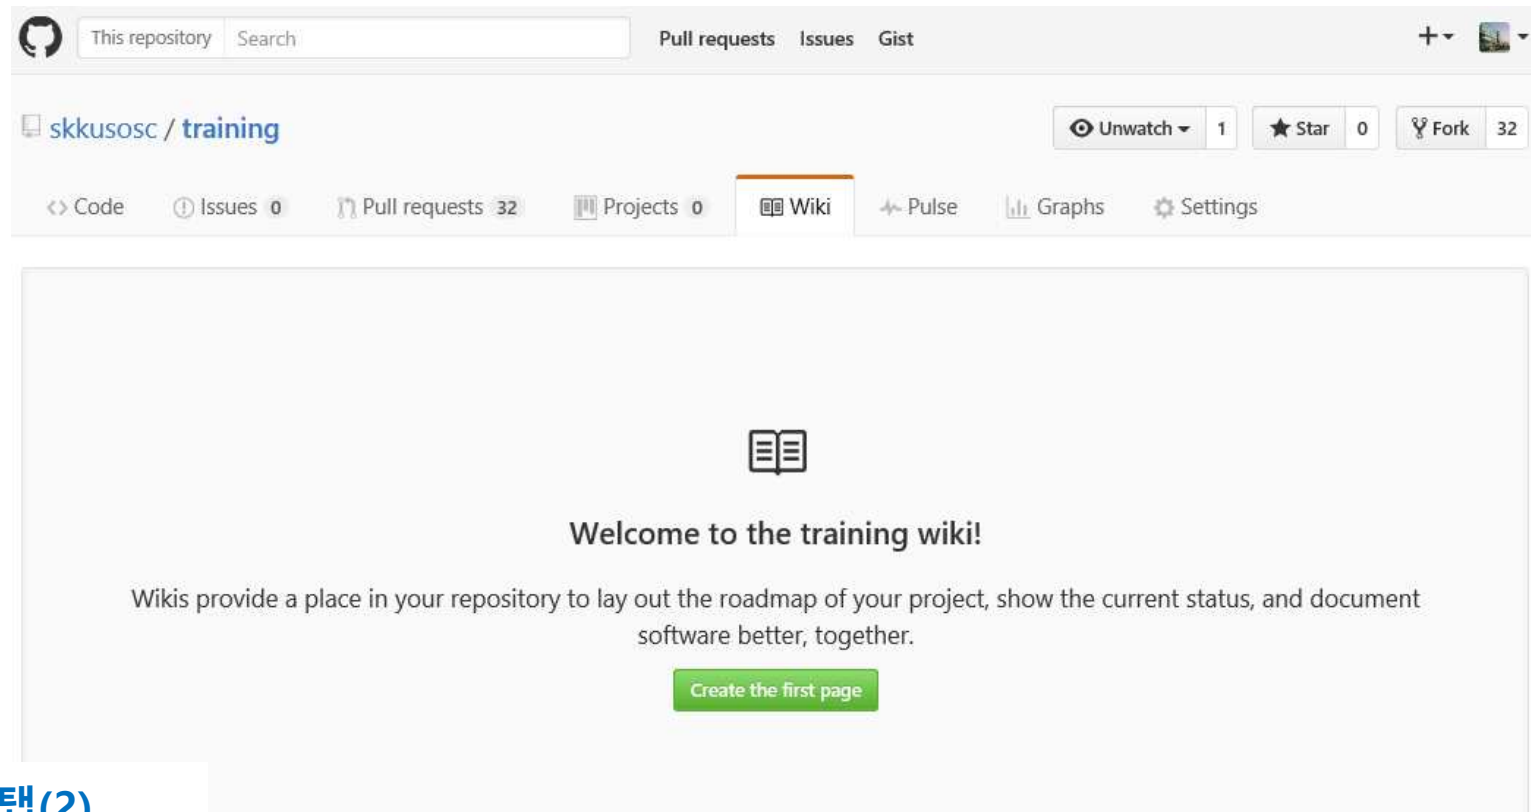 This repository Search Pull requests Issues Gist
skkusosc / training Unwatch 1 Star 0 Fork 32
Code Issues 0 Pull requests 32 Projects 0 Wiki Pulse Graphs Settings
Welcome to the training wiki!
Wikis provide a place in your repository to lay out the roadmap of your project, show the current status, and document
software better, together.
Create the first page
탭(2)